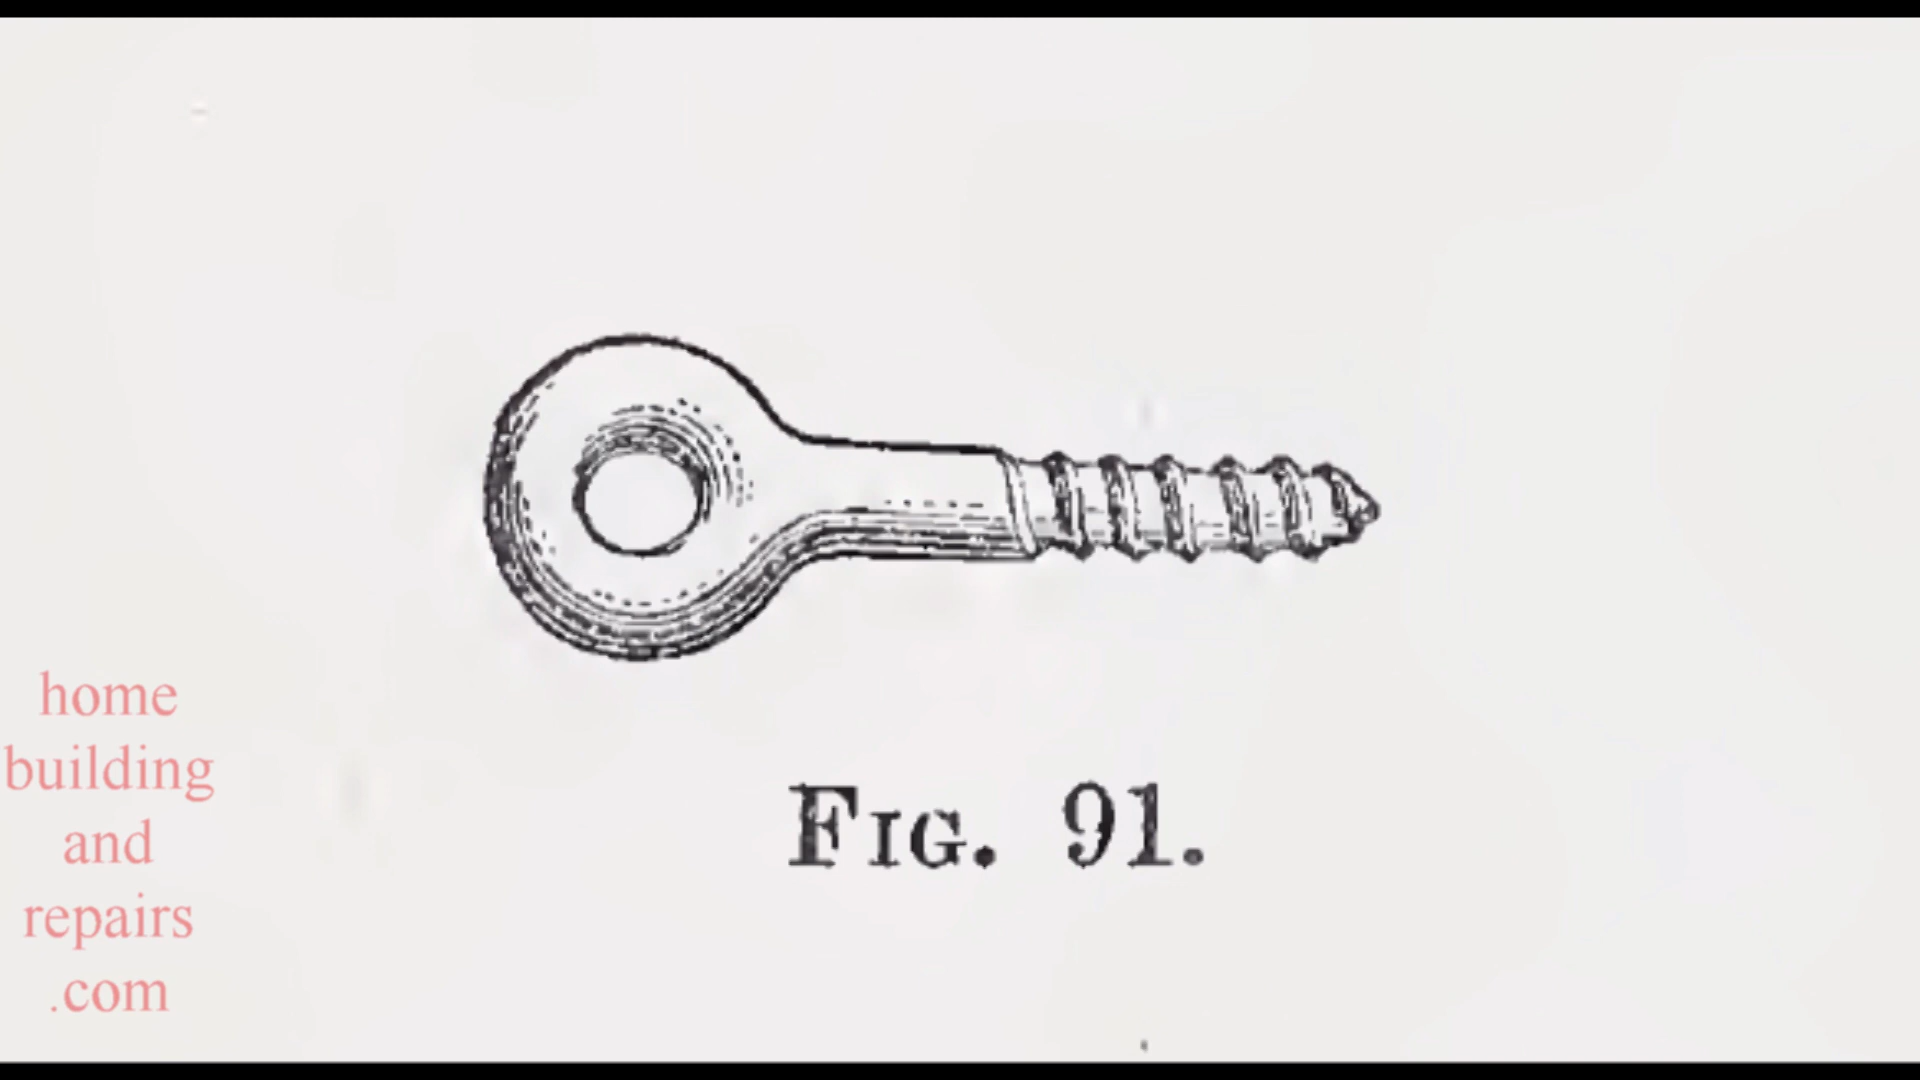 Fig. 91.
home
building
and
repairs
.com